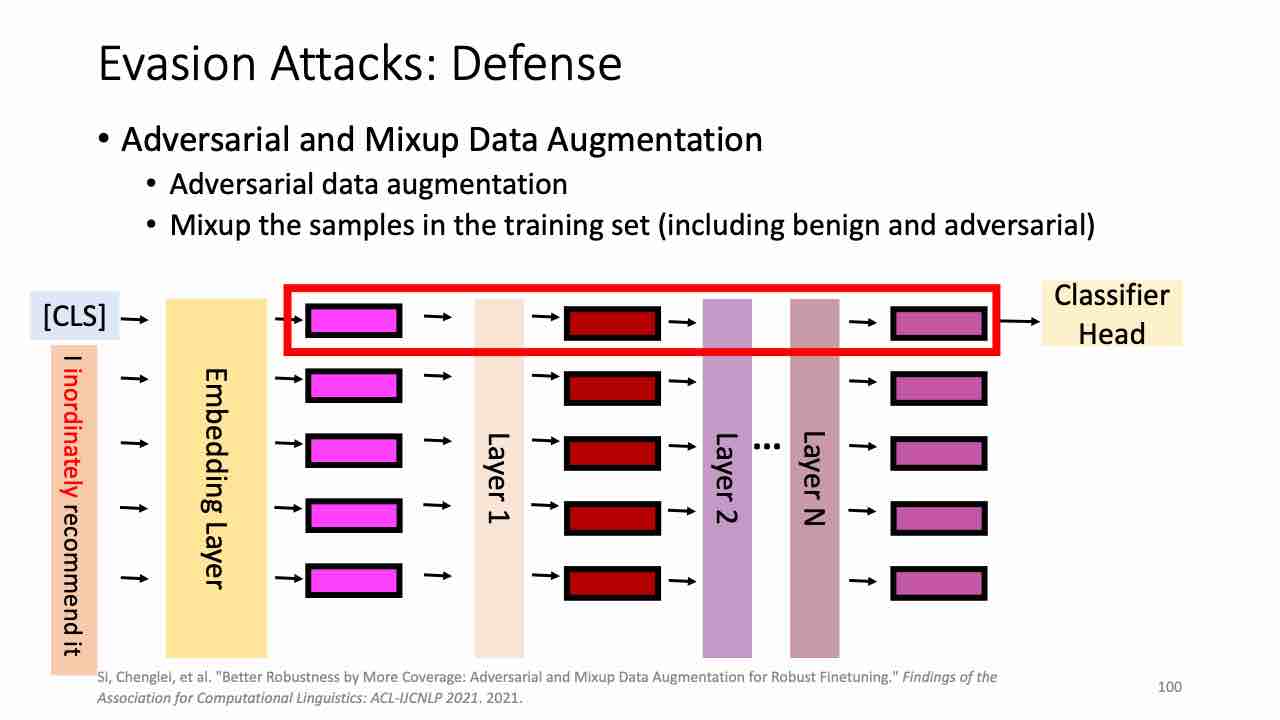 Evasion Attacks: Defense
• Adversarial and Mixup Data Augmentation
• Adversarial data augmentation
• Mixup the samples in the training set (including benign and adversarial)
[CLS]
I inordinately recommend it
Embedding Layer
Layer 1
Layer 2
...
Layer N
Classifier
Head
Si, Chenglei, et al. "Better Robustness by More Coverage: Adversarial and Mixup Data Augmentation for Robust Finetuning." Findings of the
Association for Computational Linguistics: ACL-IJCNLP 2021. 2021.
100